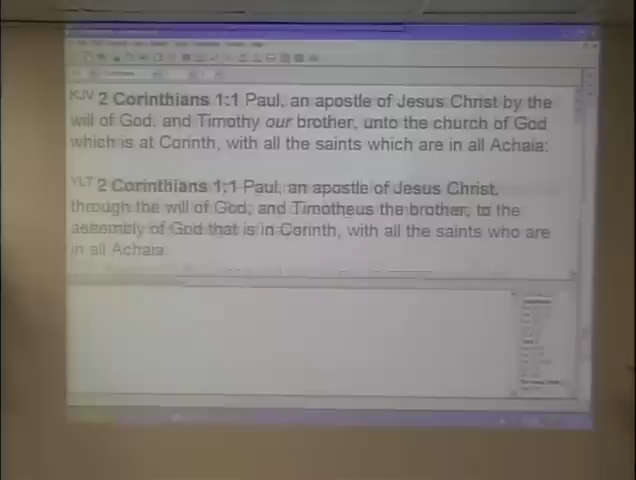 KJV 2 Corinthians 1:1 Paul, an apostle of Jesus Christ by the
will of God, and Timothy our brother, unto the church of God
which is at Corinth, with all the saints which are in all Achaia:
YLT 2 Corinthians 1:1 Paul, an apostle of Jesus Christ,
through the will of God, and Timotheus the brother, to the
assembly of God that is in Corinth, with all the saints who are
in all Achaia